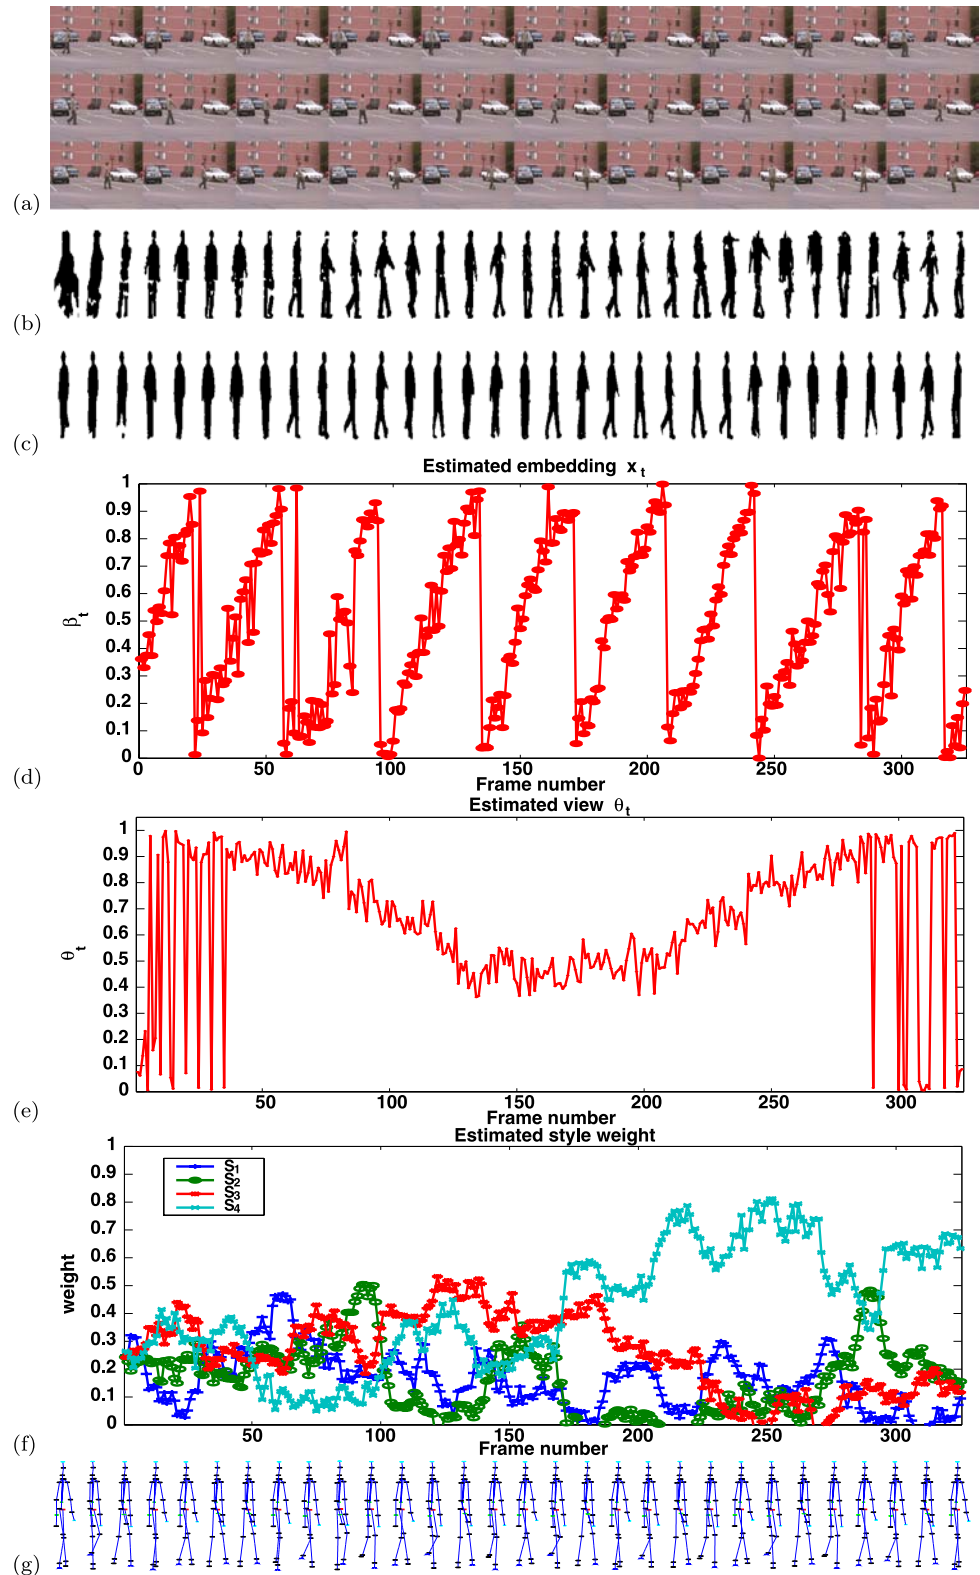 (a)
(b)
(c)
Estimated embedding x_t
1
0.9
0.8
0.7
0.6
0.5
0.4
0.3
0.2
0.1
0
β_t
0 50 100 150 200 250 300
Frame number
(d)
Estimated view θ_t
1
0.9
0.8
0.7
0.6
0.5
0.4
0.3
0.2
0.1
0
θ_t
50 100 150 200 250 300
Frame number
(e)
Estimated style weight
1
0.9
0.8
0.7
0.6
0.5
0.4
0.3
0.2
0.1
0
weight
S_1
S_2
S_3
S_4
50 100 150 200 250 300
Frame number
(f)
(g)